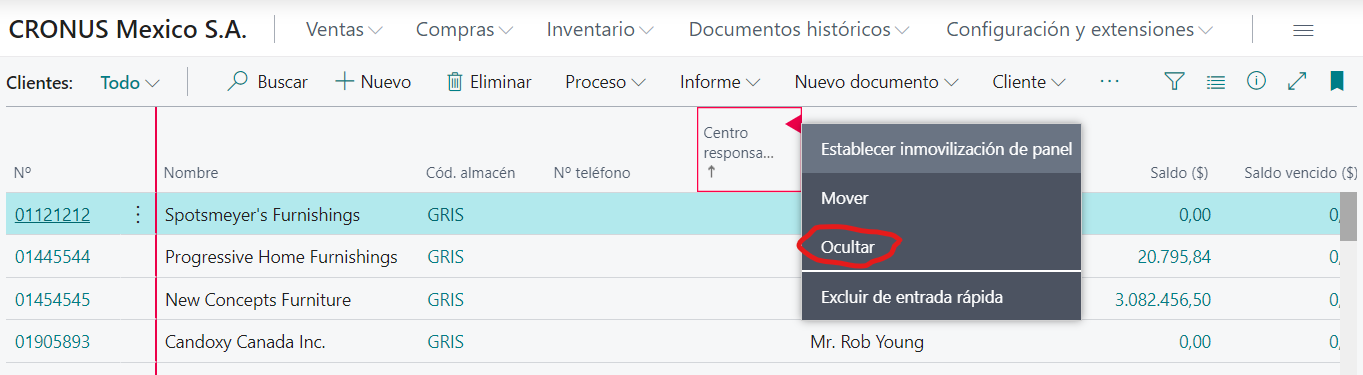 CRONUS Mexico S.A. Ventas Compras Inventario Documentos históricos Configuración y extensiones
Clientes: Todo Buscar Nuevo Eliminar Proceso Informe Nuevo documento Cliente ...
Centro
responsa...
Nº Nombre Cód. almacén Nº teléfono ↑ Saldo ($) Saldo vencido ($)
Establecer inmovilización de panel
Mover
Ocultar
Excluir de entrada rápida
01121212 Spotsmeyer's Furnishings GRIS 0,00 0,
01445544 Progressive Home Furnishings GRIS 20.795,84 0,
01454545 New Concepts Furniture GRIS 3.082.456,50 0,
01905893 Candoxy Canada Inc. GRIS Mr. Rob Young 0,00 0,